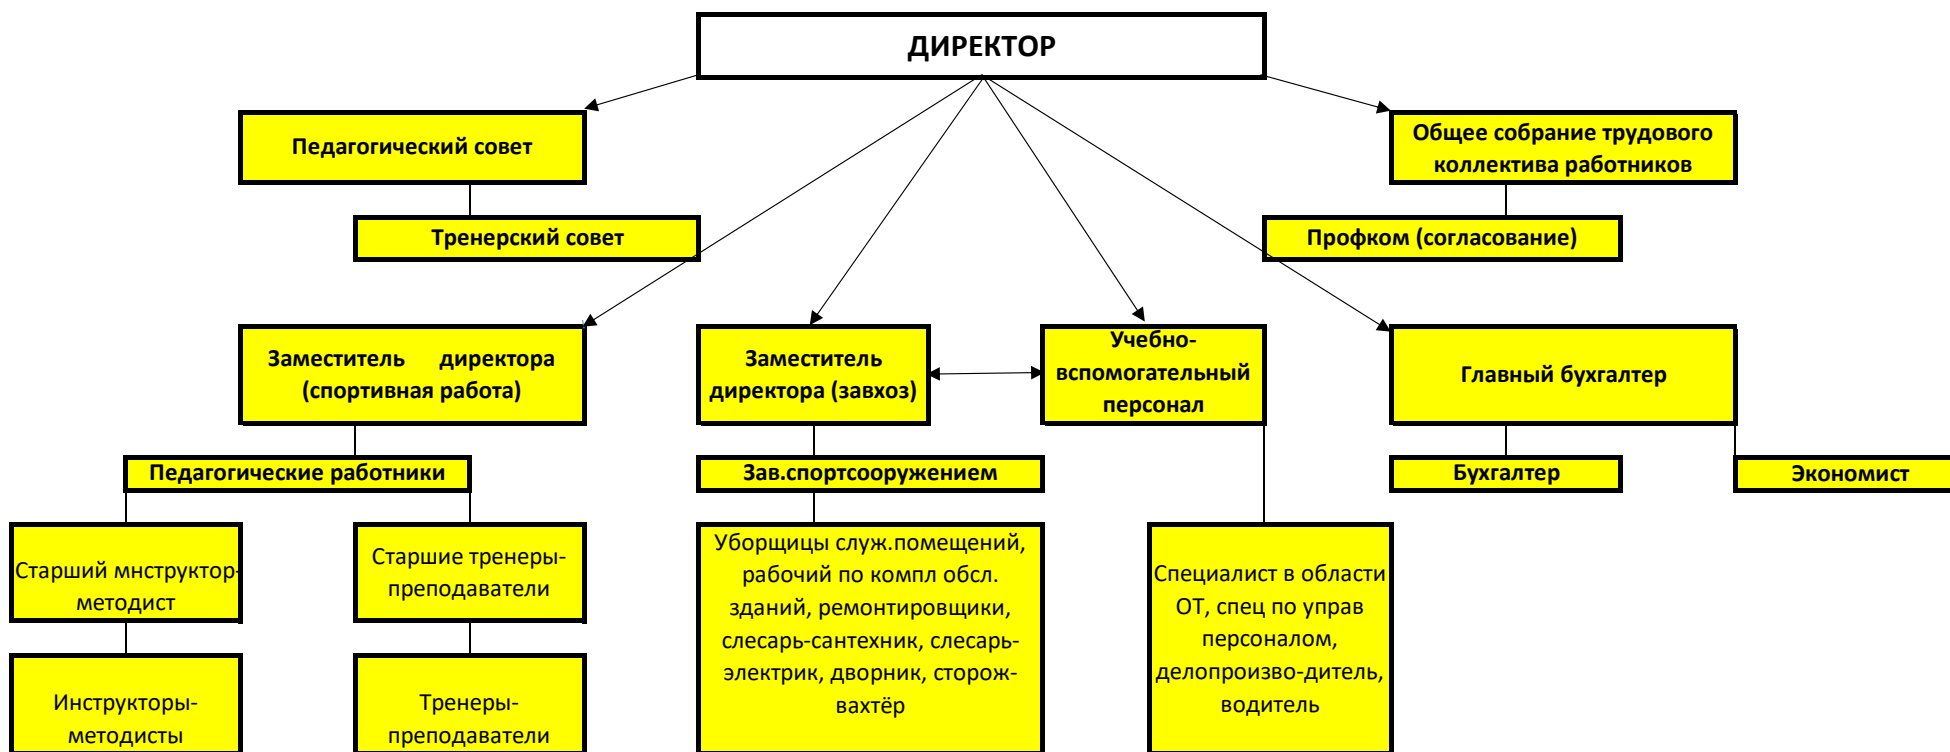 ДИРЕКТОР
Педагогический совет
Общее собрание трудового
коллектива работников
Тренерский совет
Профком (согласование)
Заместитель директора
(спортивная работа)
Заместитель
директора (завхоз)
Учебно-
вспомогательный
персонал
Главный бухгалтер
Педагогические работники
Зав.спортсооружением
Бухгалтер
Экономист
Старший мнструктор-
методист
Старшие тренеры-
преподаватели
Уборщицы служ.помещений,
рабочий по компл обсл.
зданий, ремонтировщики,
слесарь-сантехник, слесарь-
электрик, дворник, сторож-
вахтёр
Специалист в области
ОТ, спец по управ
персоналом,
делопроизво-дитель,
водитель
Инструкторы-
методисты
Тренеры-
преподаватели